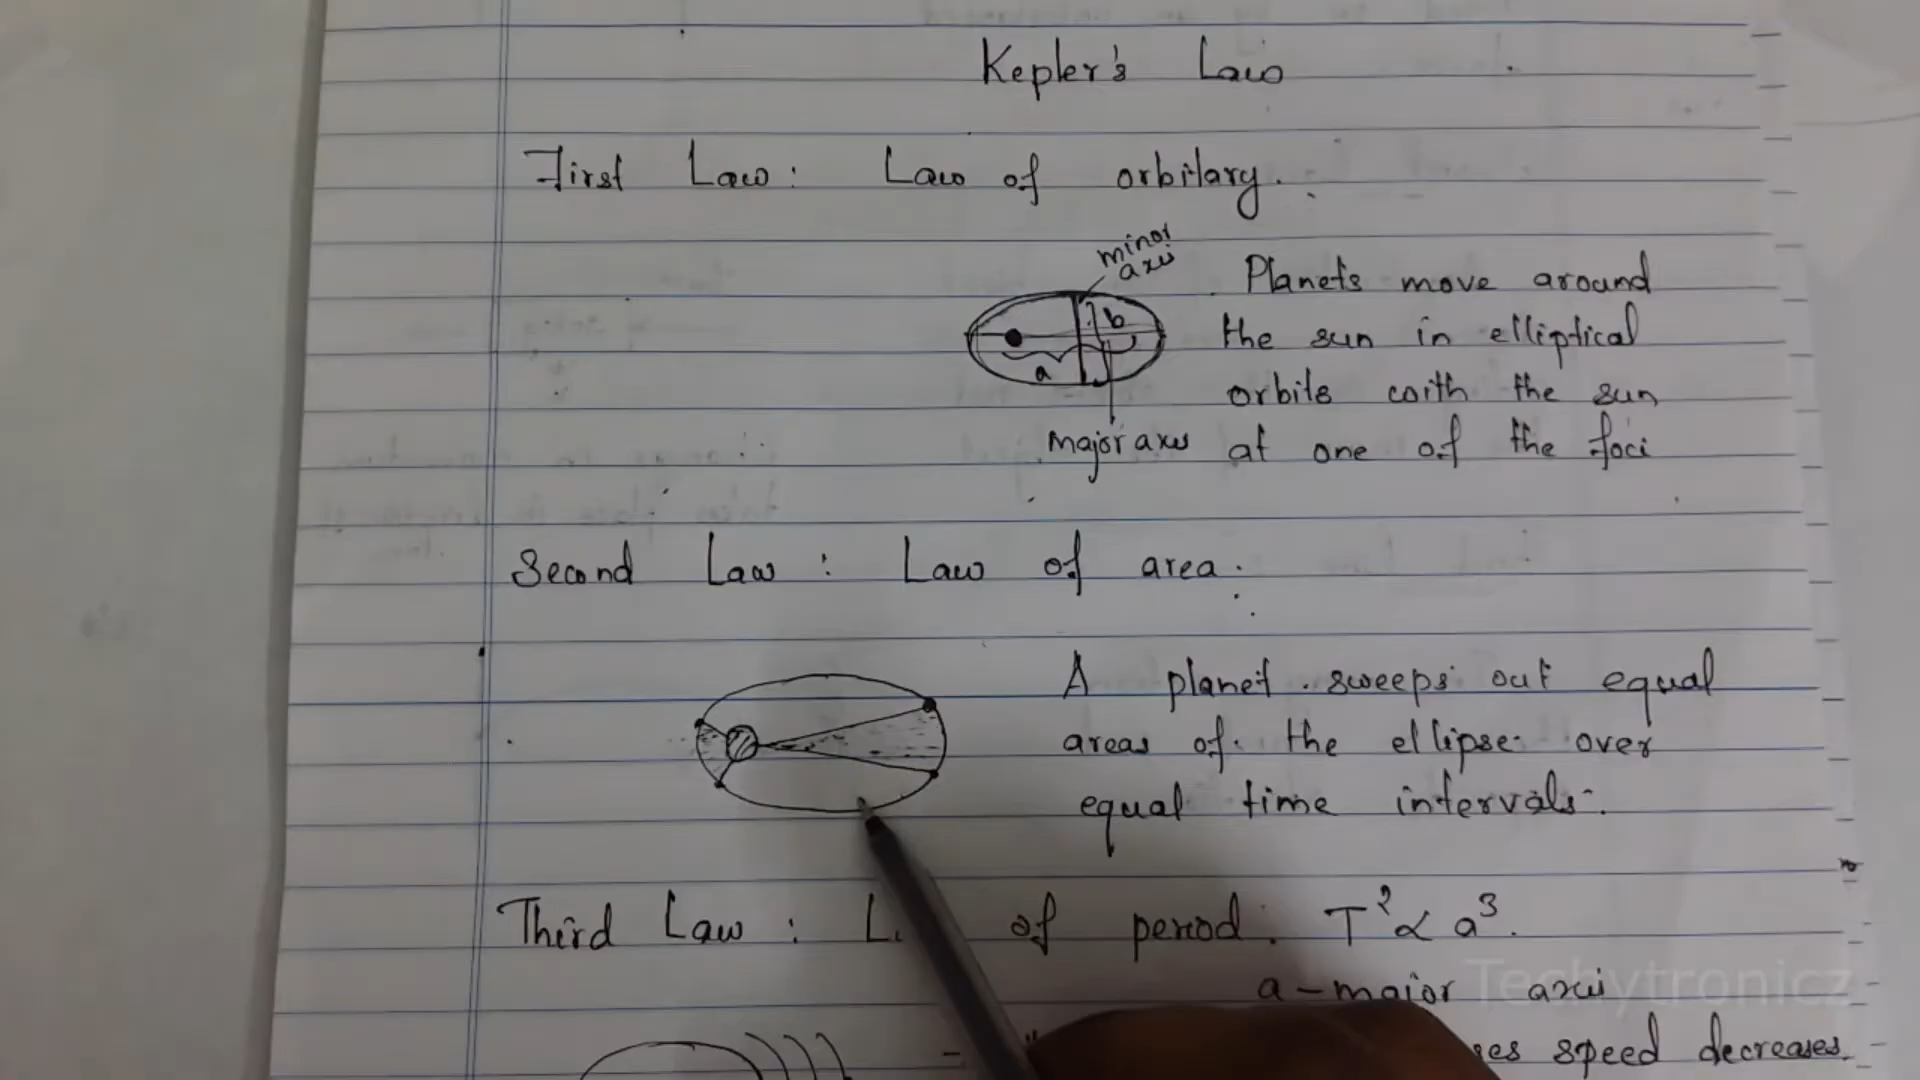 Kepler's Law
First Law: Law of orbitary.
minor
axis
b
a
major axis
Planets move around
the sun in elliptical
orbits with the sun
at one of the foci
Second Law : Law of area.
A planet sweeps out equal
areas of the ellipse over
equal time intervals.
Third Law : L of period. T² ∝ a³.
a - major axis
speed decreases.
Techytronicz